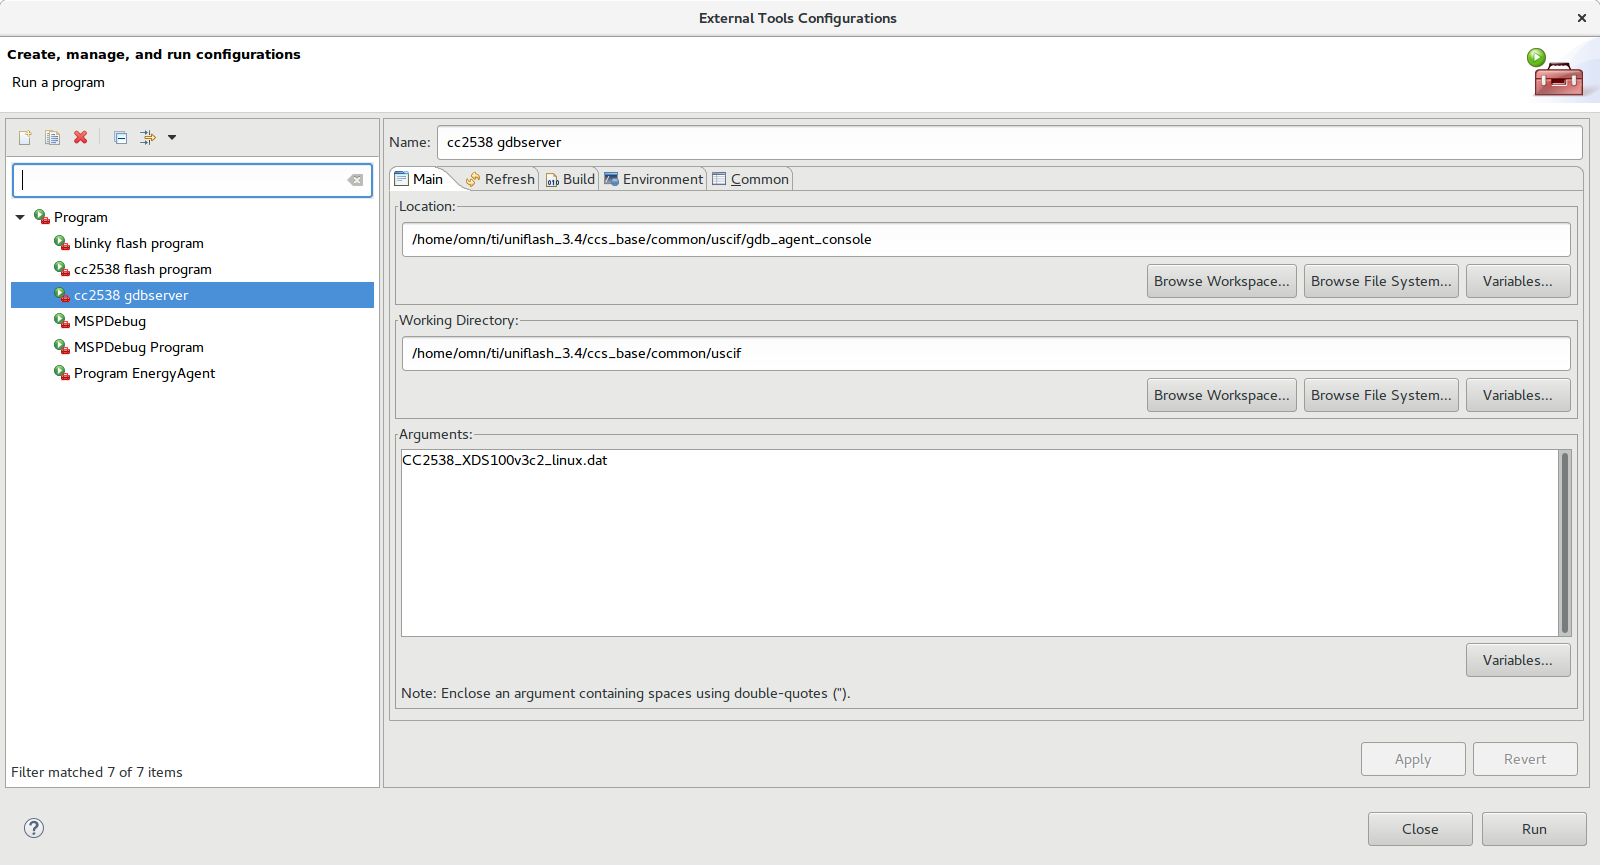 External Tools Configurations
Create, manage, and run configurations
Run a program
Name: cc2538 gdbserver
Main Refresh Build Environment Common
Program
blinky flash program
cc2538 flash program
cc2538 gdbserver
MSPDebug
MSPDebug Program
Program EnergyAgent
Filter matched 7 of 7 items
Location:
/home/omn/ti/uniflash_3.4/ccs_base/common/uscif/gdb_agent_console
Browse Workspace... Browse File System... Variables...
Working Directory:
/home/omn/ti/uniflash_3.4/ccs_base/common/uscif
Browse Workspace... Browse File System... Variables...
Arguments:
CC2538_XDS100v3c2_linux.dat
Variables...
Note: Enclose an argument containing spaces using double-quotes (").
Apply Revert
? Close Run